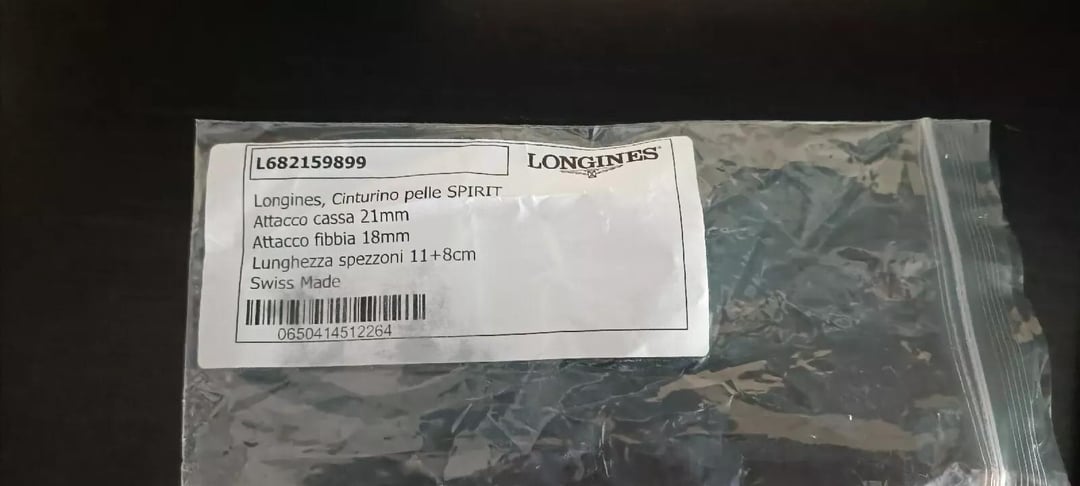 L682159899
LONGINES
Longines, Cinturino pelle SPIRIT
Attacco cassa 21mm
Attacco fibbia 18mm
Lunghezza spezzoni 11+8cm
Swiss Made
0650414512264